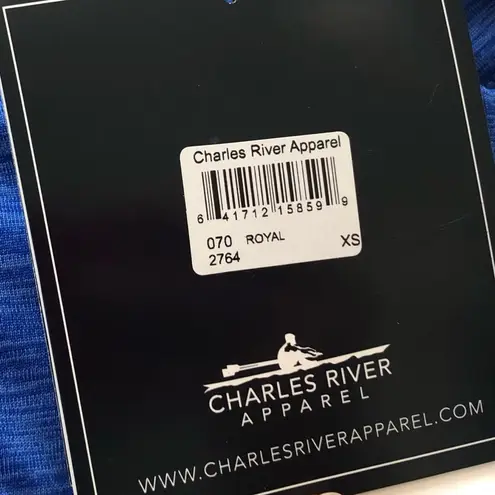 Charles River Apparel
6 41712 15859 9
070 ROYAL XS
2764
CHARLES RIVER
APPAREL
WWW.CHARLESRIVERAPPAREL.COM